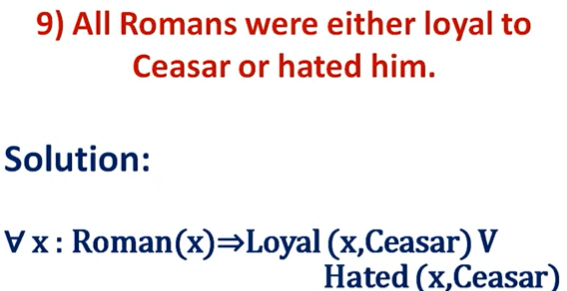 9) All Romans were either loyal to
Ceasar or hated him.
Solution:
∀ x : Roman(x)⇒Loyal (x,Ceasar) V
Hated (x,Ceasar)